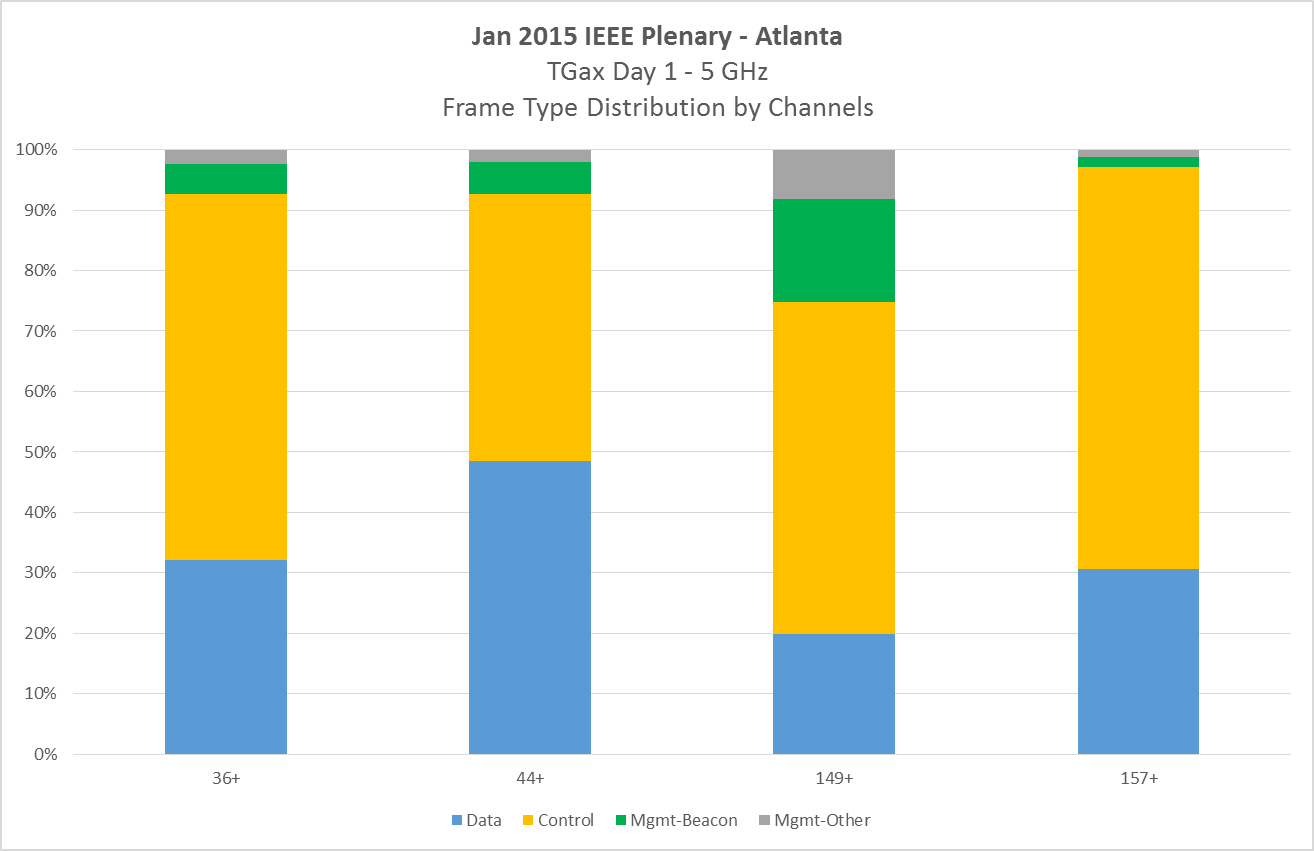 Jan 2015 IEEE Plenary - Atlanta
TGax Day 1 - 5 GHz
Frame Type Distribution by Channels
100%
90%
80%
70%
60%
50%
40%
30%
20%
10%
0%
36+ 44+ 149+ 157+
Data Control Mgmt-Beacon Mgmt-Other